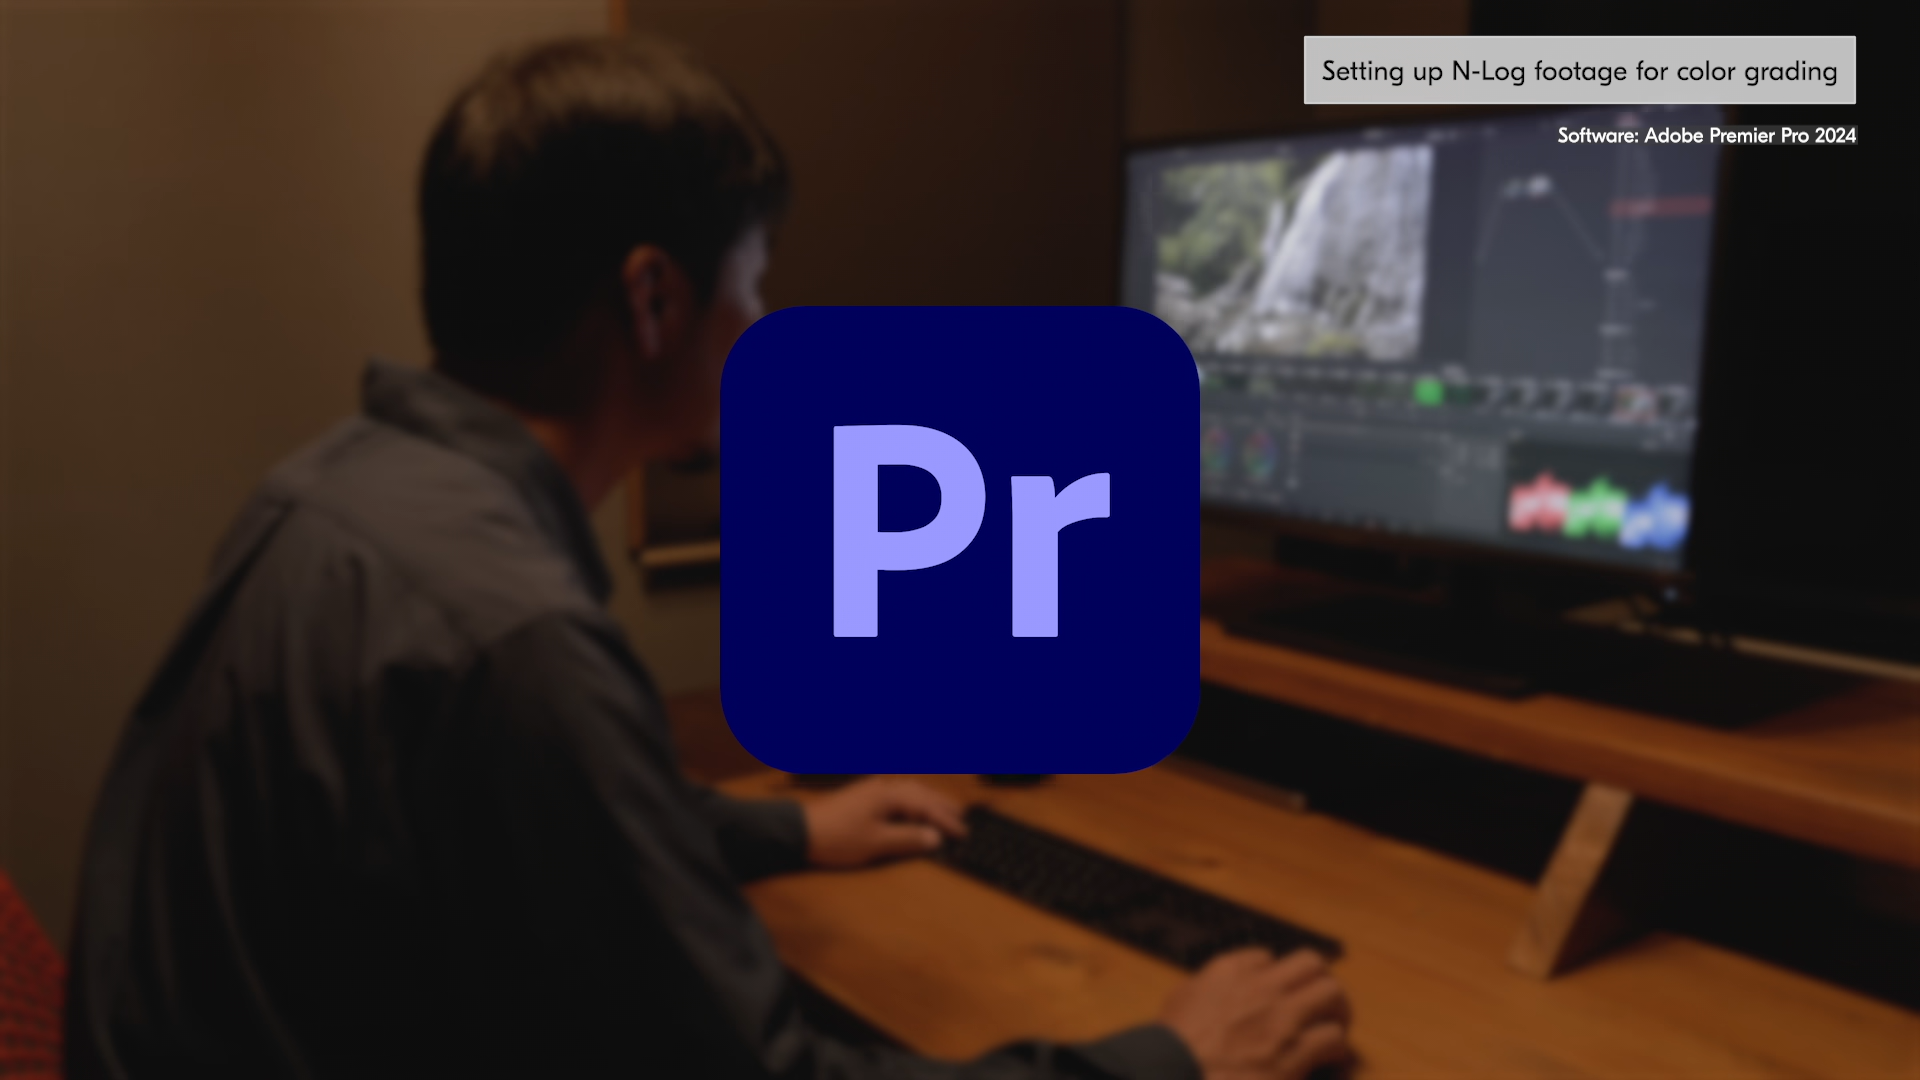 Setting up N-Log footage for color grading
Software: Adobe Premier Pro 2024
Pr